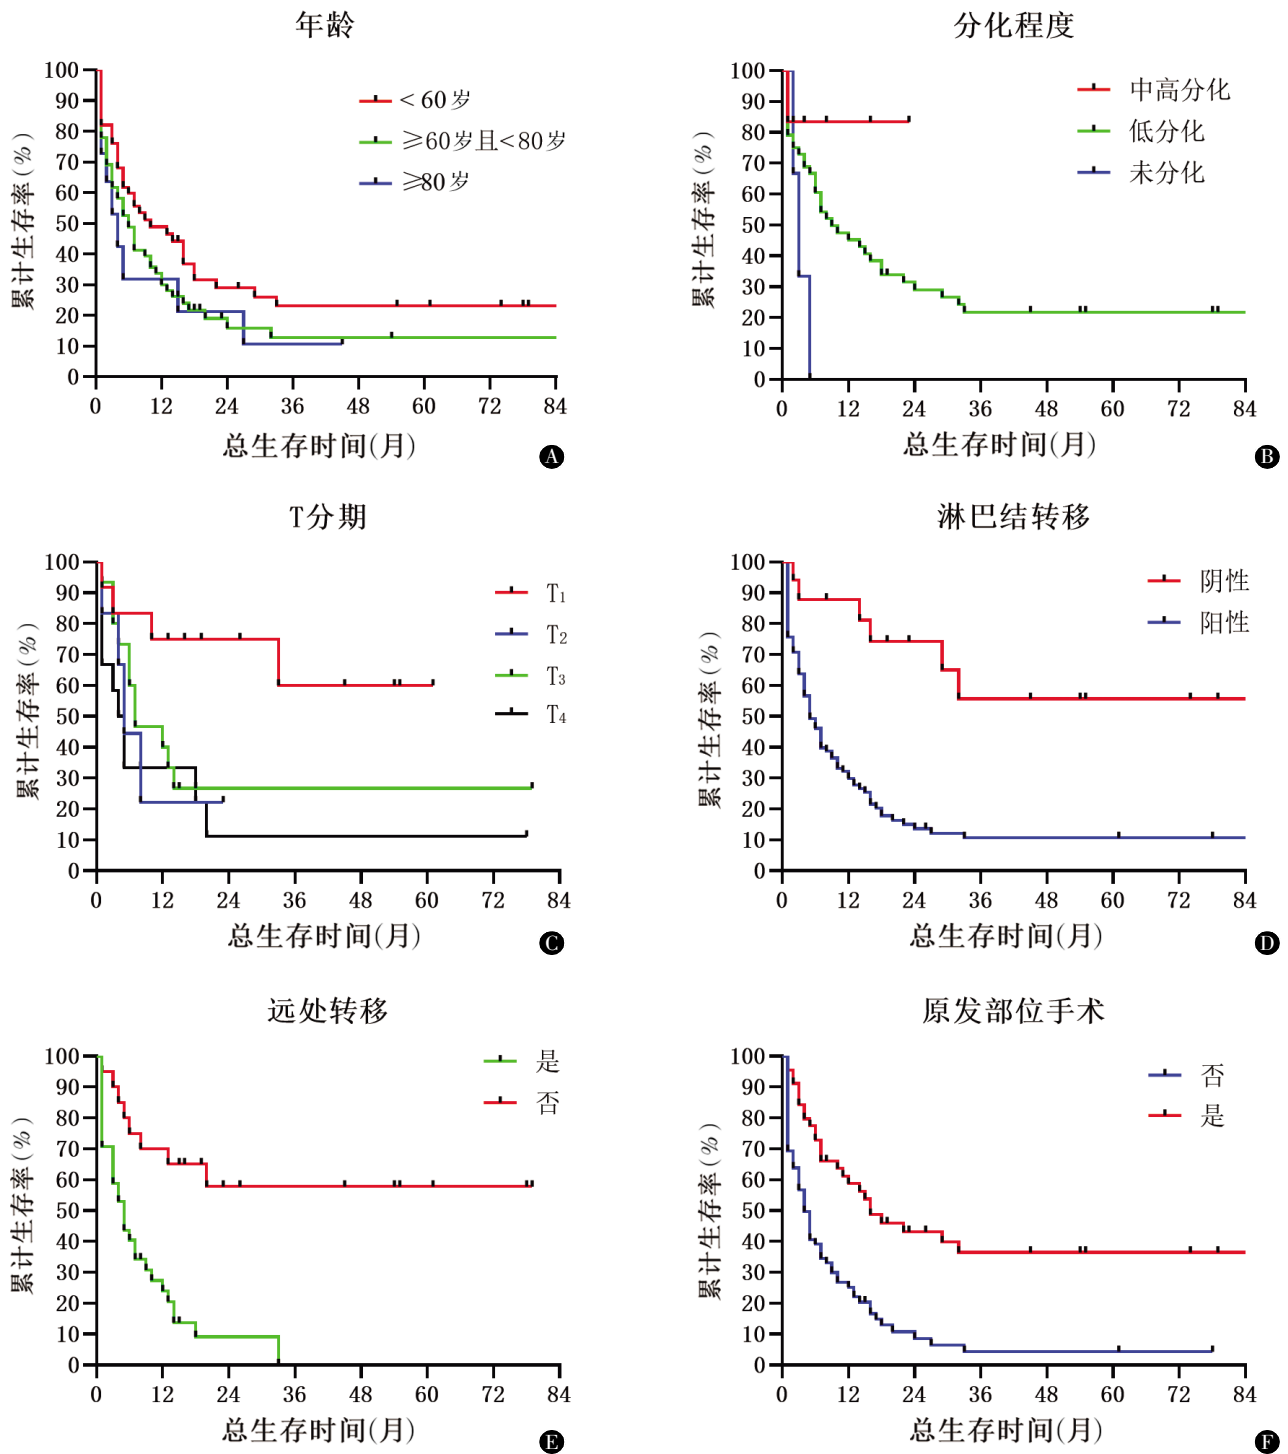 年龄
累计生存率(%)
100
90
80
70
60
50
40
30
20
10
0
<60岁
≥60岁且<80岁
≥80岁
0 12 24 36 48 60 72 84
总生存时间(月)
A
分化程度
累计生存率(%)
100
90
80
70
60
50
40
30
20
10
0
中高分化
低分化
未分化
0 12 24 36 48 60 72 84
总生存时间(月)
B
T分期
累计生存率(%)
100
90
80
70
60
50
40
30
20
10
0
T₁
T₂
T₃
T₄
0 12 24 36 48 60 72 84
总生存时间(月)
C
淋巴结转移
累计生存率(%)
100
90
80
70
60
50
40
30
20
10
0
阴性
阳性
0 12 24 36 48 60 72 84
总生存时间(月)
D
远处转移
累计生存率(%)
100
90
80
70
60
50
40
30
20
10
0
是
否
0 12 24 36 48 60 72 84
总生存时间(月)
E
原发部位手术
累计生存率(%)
100
90
80
70
60
50
40
30
20
10
0
否
是
0 12 24 36 48 60 72 84
总生存时间(月)
F